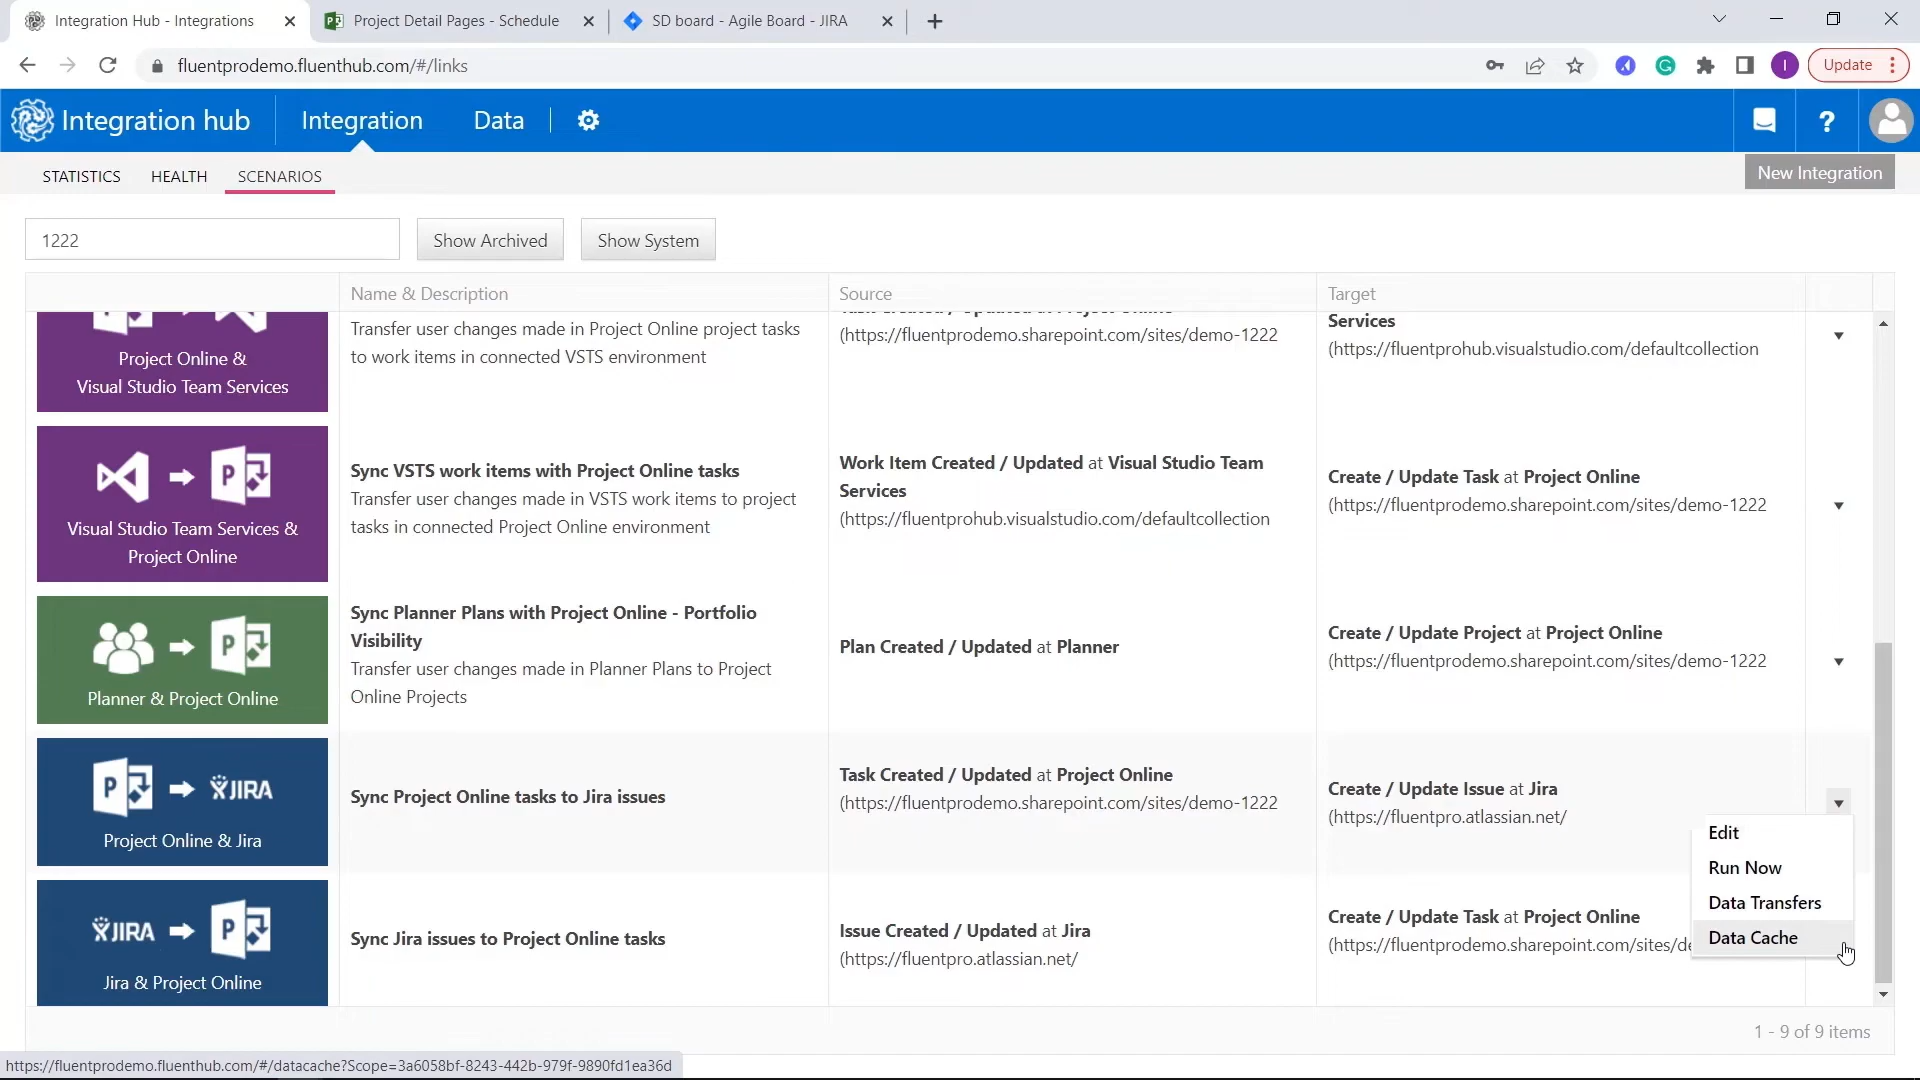 Integration Hub - Integrations
Project Detail Pages - Schedule
SD board - Agile Board - JIRA
fluentprodemo.fluenthub.com/#/links
Update
Integration hub
Integration
Data
?
STATISTICS
HEALTH
SCENARIOS
New Integration
1222
Show Archived
Show System
Name & Description
Source
Target
Project Online &
Visual Studio Team Services
Transfer user changes made in Project Online project tasks
to work items in connected VSTS environment
(https://fluentprodemo.sharepoint.com/sites/demo-1222
Services
(https://fluentprohub.visualstudio.com/defaultcollection
Visual Studio Team Services &
Project Online
Sync VSTS work items with Project Online tasks
Transfer user changes made in VSTS work items to project
tasks in connected Project Online environment
Work Item Created / Updated at Visual Studio Team
Services
(https://fluentprohub.visualstudio.com/defaultcollection
Create / Update Task at Project Online
(https://fluentprodemo.sharepoint.com/sites/demo-1222
Planner & Project Online
Sync Planner Plans with Project Online - Portfolio
Visibility
Transfer user changes made in Planner Plans to Project
Online Projects
Plan Created / Updated at Planner
Create / Update Project at Project Online
(https://fluentprodemo.sharepoint.com/sites/demo-1222
JIRA
Project Online & Jira
Sync Project Online tasks to Jira issues
Task Created / Updated at Project Online
(https://fluentprodemo.sharepoint.com/sites/demo-1222
Create / Update Issue at Jira
(https://fluentpro.atlassian.net/
Edit
Run Now
Data Transfers
Data Cache
JIRA
Jira & Project Online
Sync Jira issues to Project Online tasks
Issue Created / Updated at Jira
(https://fluentpro.atlassian.net/
Create / Update Task at Project Online
(https://fluentprodemo.sharepoint.com/sites/de
1 - 9 of 9 items
https://fluentprodemo.fluenthub.com/#/datacache?Scope=3a6058bf-8243-442b-979f-9890fd1ea36d